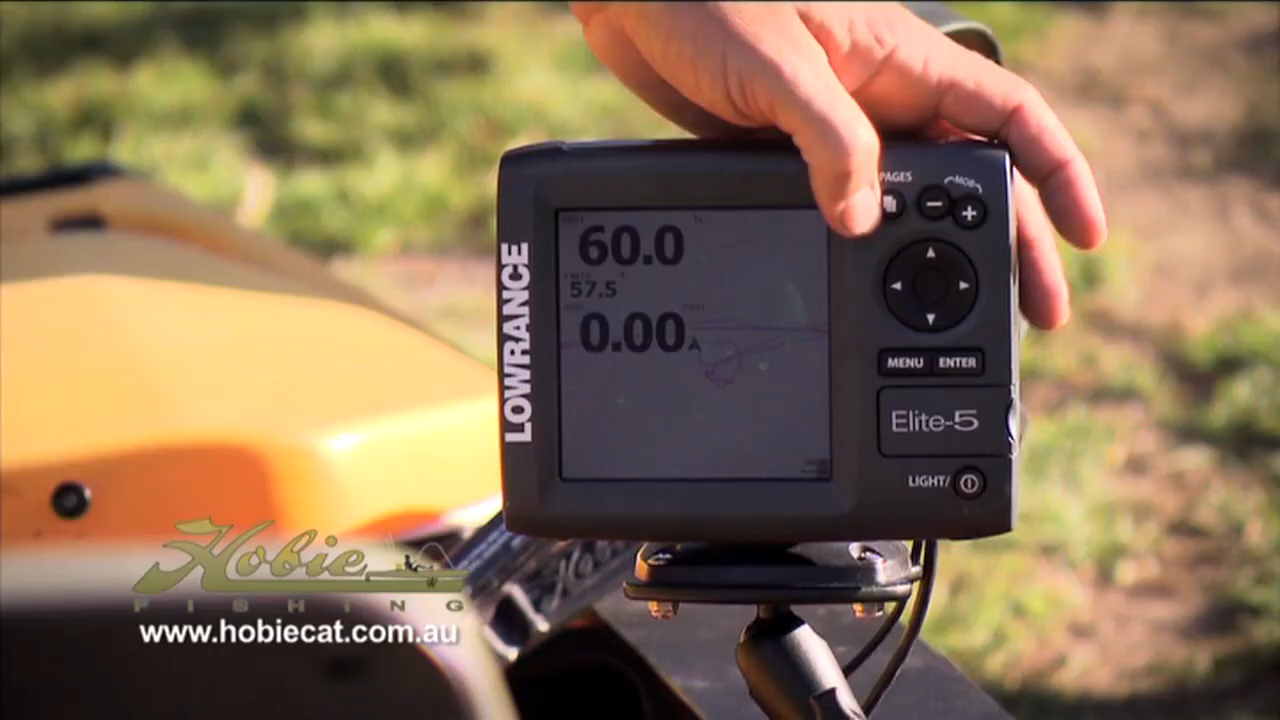 PAGES
MOB
60.0
57.5
0.00
LOWRANCE
MENU ENTER
Elite-5
LIGHT/
Hobie
FISHING
www.hobiecat.com.au